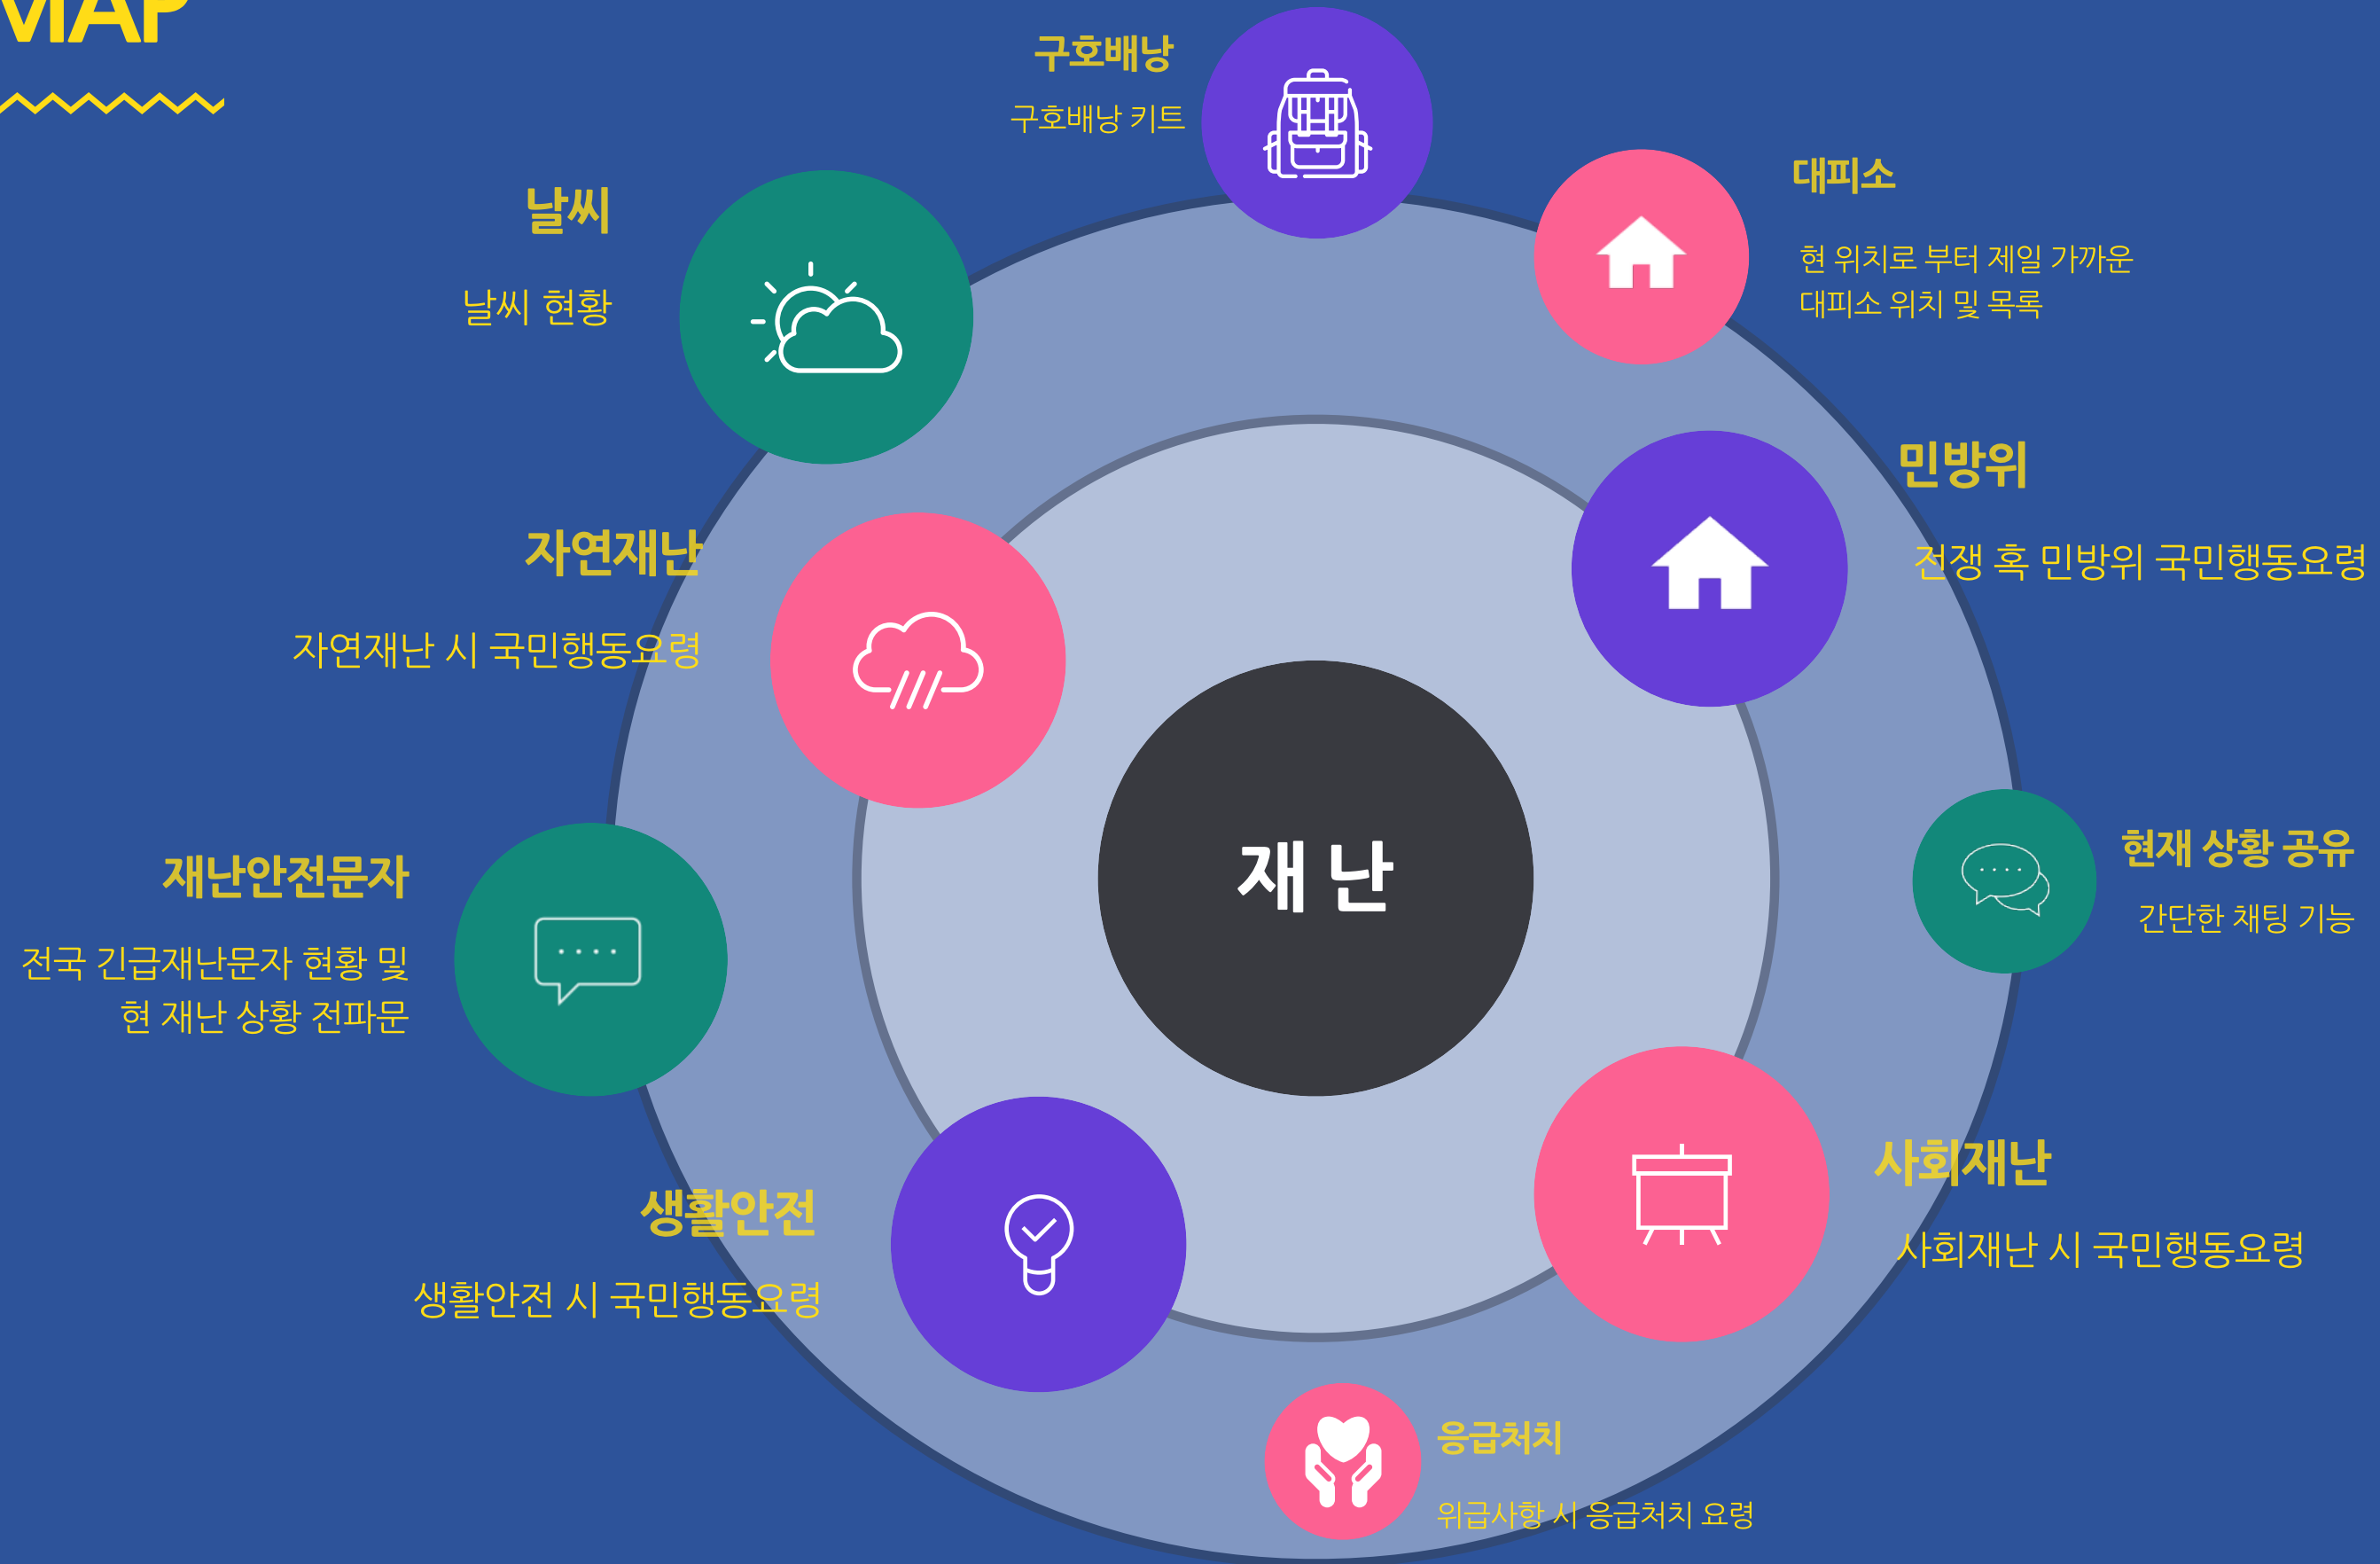 MAP
구호배낭
구호배낭 키트
대피소
현 위치로 부터 제일 가까운
대피소 위치 및 목록
날씨
날씨 현황
민방위
전쟁 혹 민방위 국민행동요령
자연재난
자연재난 시 국민행동요령
재난
현재 상황 공유
간단한 채팅 기능
재난안전문자
전국 긴급재난문자 현황 및
현 재난 상황 전파문
사회재난
사회재난 시 국민행동요령
생활안전
생활안전 시 국민행동요령
응급처치
위급사항 시 응급처치 요령